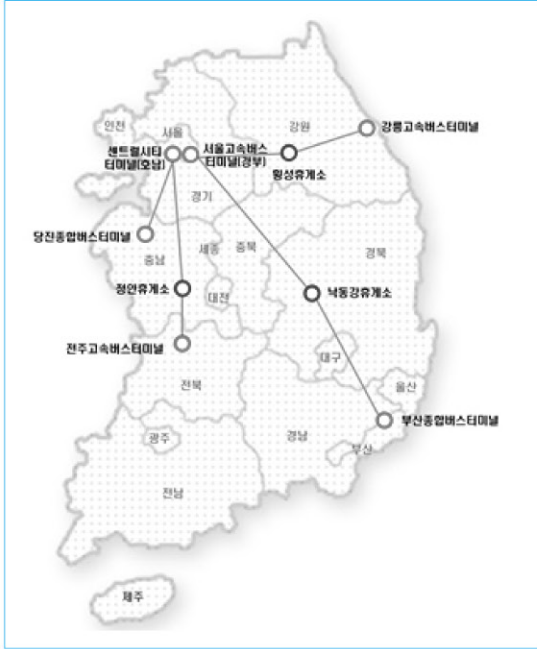 강원
강릉고속버스터미널
인천
서울
센트럴시티
터미널(호남)
서울고속버스
터미널(경부)
횡성휴게소
경기
당진종합버스터미널
충남
세종
충북
경북
정안휴게소
대전
낙동강휴게소
전주고속버스터미널
대구
전북
울산
부산종합버스터미널
광주
경남
부산
전남
제주